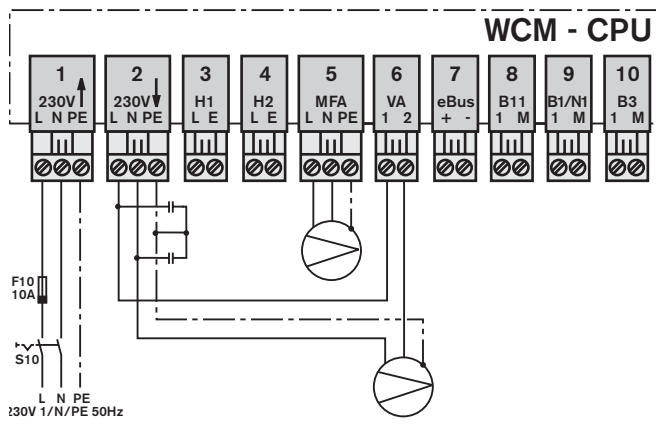 WCM - CPU
1 2 3 4 5 6 7 8 9 10
230V 230V H1 H2 MFA VA eBus B11 B1/N1 B3
L N PE L N PE L E L E L N PE 1 2 + - 1 M 1 M 1 M
F10
10A
S10
L N PE
230V 1/N/PE 50Hz